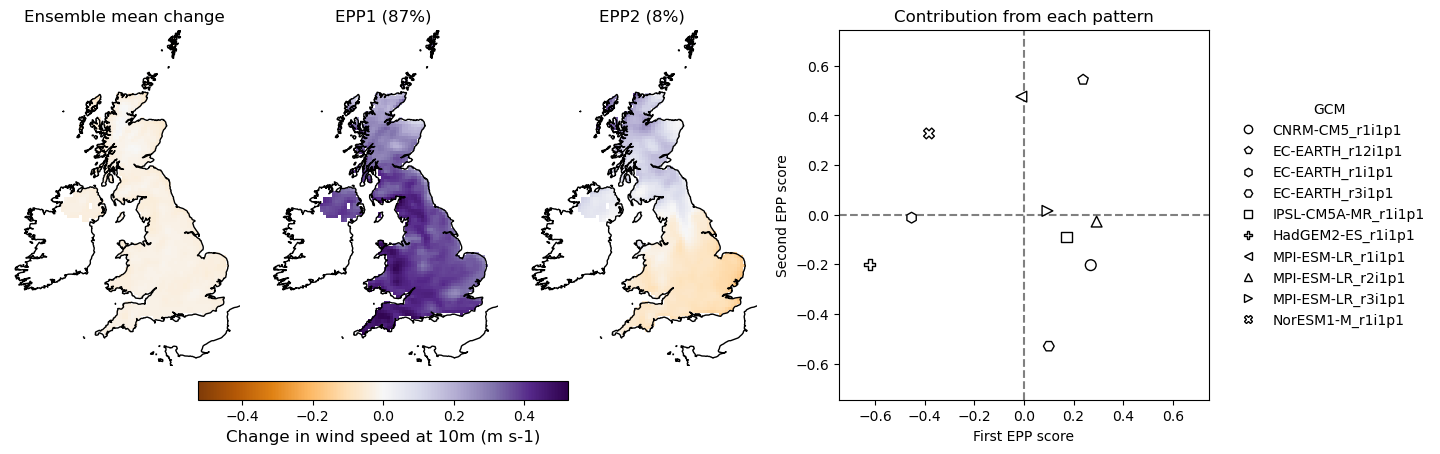 Ensemble mean change
EPP1 (87%)
EPP2 (8%)
Contribution from each pattern
−0.4 −0.2 0.0 0.2 0.4
Change in wind speed at 10m (m s-1)
Second EPP score
0.6
0.4
0.2
0.0
−0.2
−0.4
−0.6
−0.6 −0.4 −0.2 0.0 0.2 0.4 0.6
First EPP score
GCM
CNRM-CM5_r1i1p1
EC-EARTH_r12i1p1
EC-EARTH_r1i1p1
EC-EARTH_r3i1p1
IPSL-CM5A-MR_r1i1p1
HadGEM2-ES_r1i1p1
MPI-ESM-LR_r1i1p1
MPI-ESM-LR_r2i1p1
MPI-ESM-LR_r3i1p1
NorESM1-M_r1i1p1